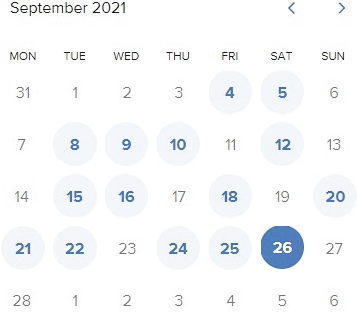 September 2021
MON TUE WED THU FRI SAT SUN
31 1 2 3 4 5 6
7 8 9 10 11 12 13
14 15 16 17 18 19 20
21 22 23 24 25 26 27
28 1 2 3 4 5 6